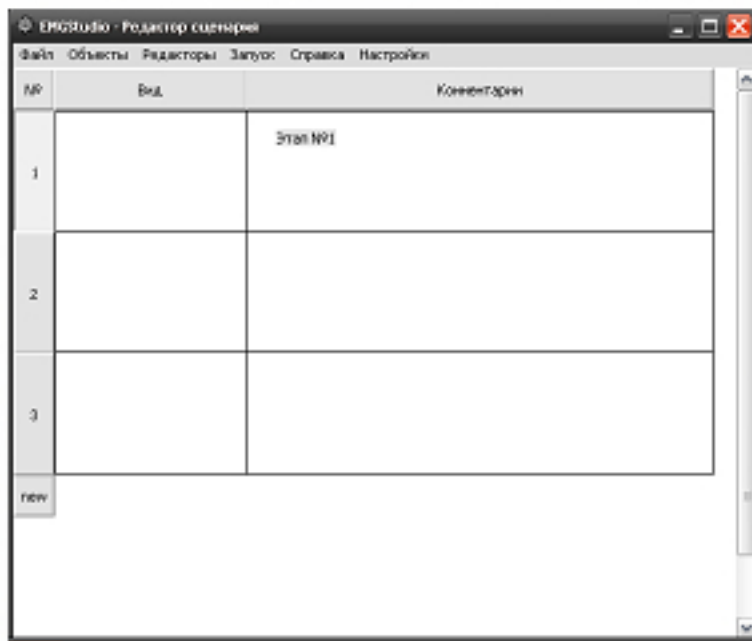 EMGStudio - Редактор сценария
Файл Объекты Редакторы Запуск Справка Настройки
№ Вид Комментарии
1 Этап №1
2
3
new